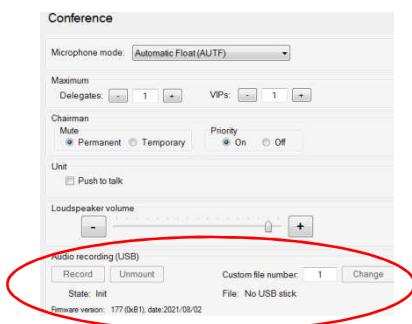 Conference
Microphone mode: Automatic Float (AUTF)
Maximum
Delegates: - 1 + VIPs: - 1 +
Chairman
Mute Priority
Permanent Temporary On Off
Unit
Push to talk
Loudspeaker volume
- +
Audio recording (USB)
Record Unmount Custom file number: 1 Change
State: Init File: No USB stick
Firmware version: 177 (0xB1), date:2021/08/02